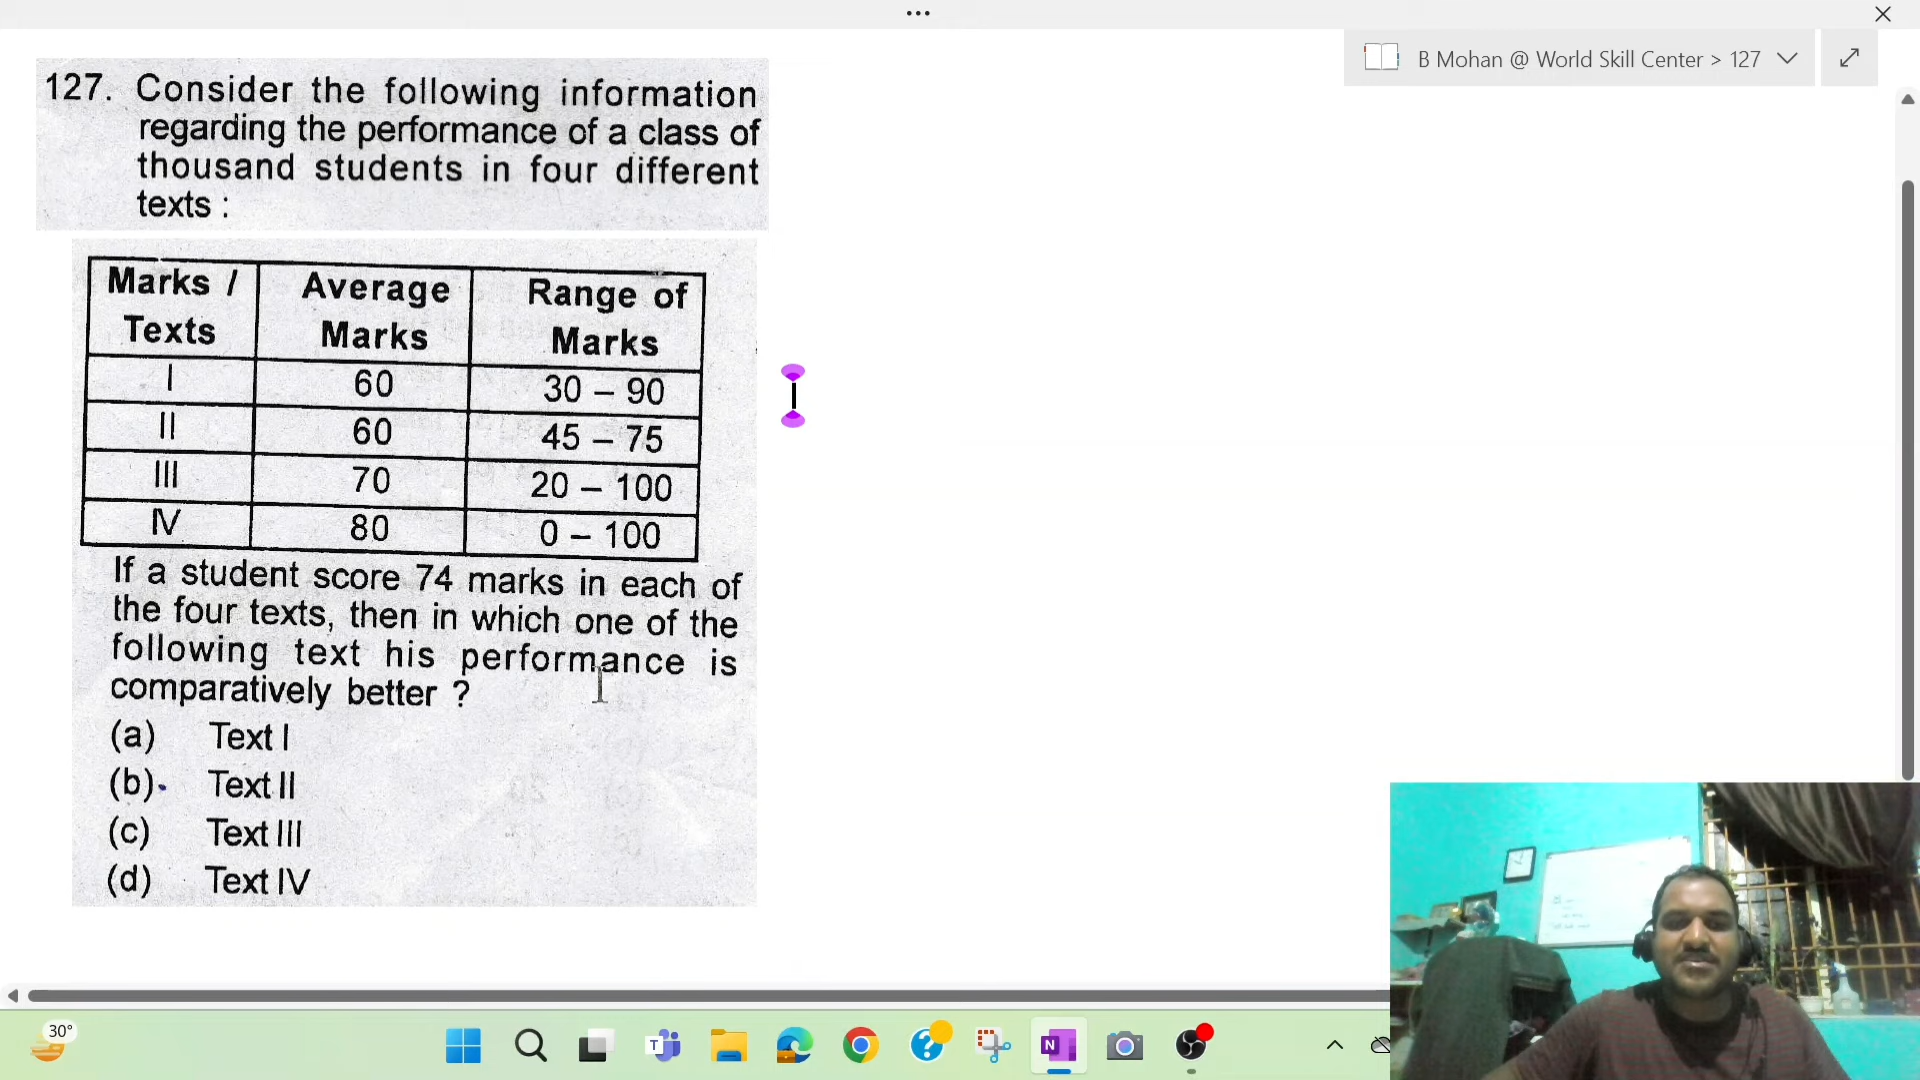 •••
B Mohan @ World Skill Center > 127
127. Consider the following information
regarding the performance of a class of
thousand students in four different
texts :
Marks / Texts Average Marks Range of Marks
I 60 30 – 90
II 60 45 – 75
III 70 20 – 100
IV 80 0 – 100
If a student score 74 marks in each of
the four texts, then in which one of the
following text his performance is
comparatively better ?
(a) Text I
(b) Text II
(c) Text III
(d) Text IV
30°